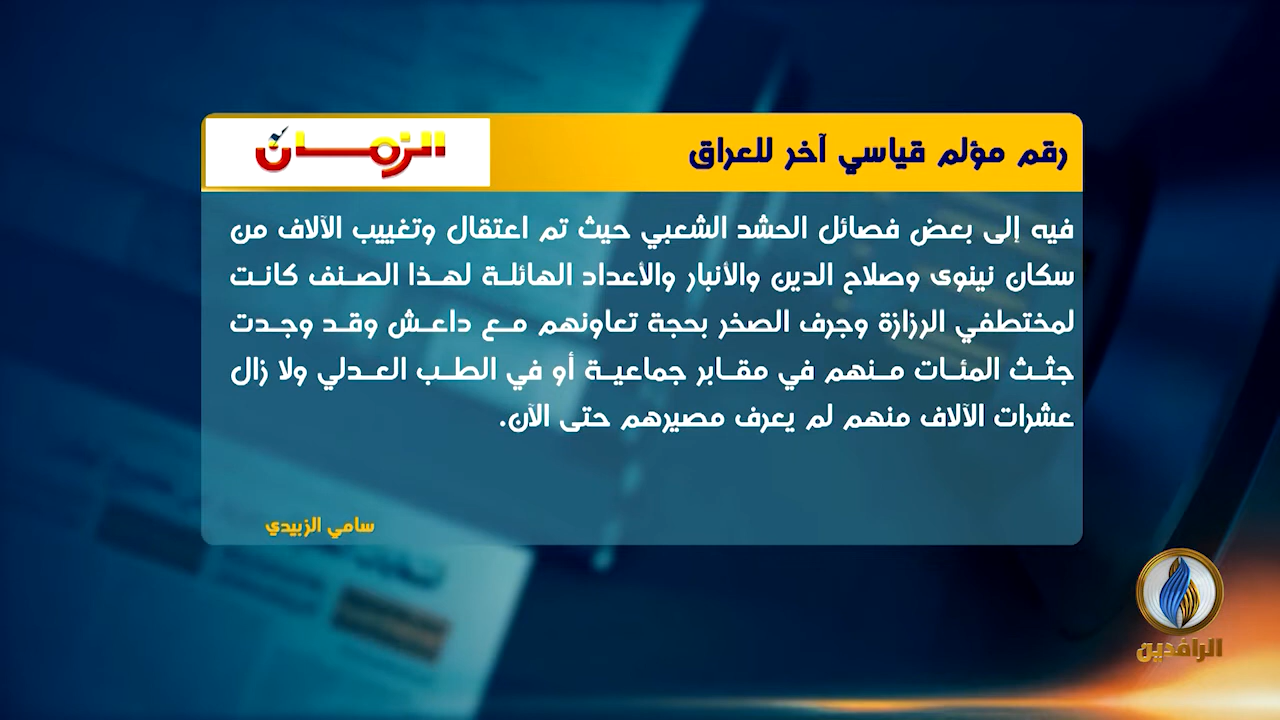 رقم مؤلم قياسي آخر للعراق
الزمان
فيه إلى بعض فصائل الحشد الشعبي حيث تم اعتقال وتغييب الآلاف من
سكان نينوى وصلاح الدين والأنبار والأعداد الهائلة لهذا الصنف كانت
لمختطفي الرزازة وجرف الصخر بحجة تعاونهم مع داعش وقد وجدت
جثث المئات منهم في مقابر جماعية أو في الطب العدلي ولا زال
عشرات الآلاف منهم لم يعرف مصيرهم حتى الآن.
سامي الزبيدي
الرافدين